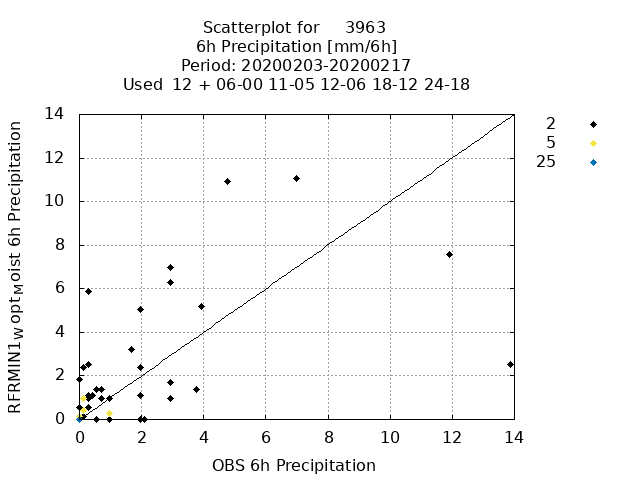 Scatterplot for 3963
6h Precipitation [mm/6h]
Period: 20200203-20200217
Used 12 + 06-00 11-05 12-06 18-12 24-18
2
5
25
14
12
10
8
6
4
2
0
0 2 4 6 8 10 12 14
RFRMIN1WoptMoist 6h Precipitation
OBS 6h Precipitation